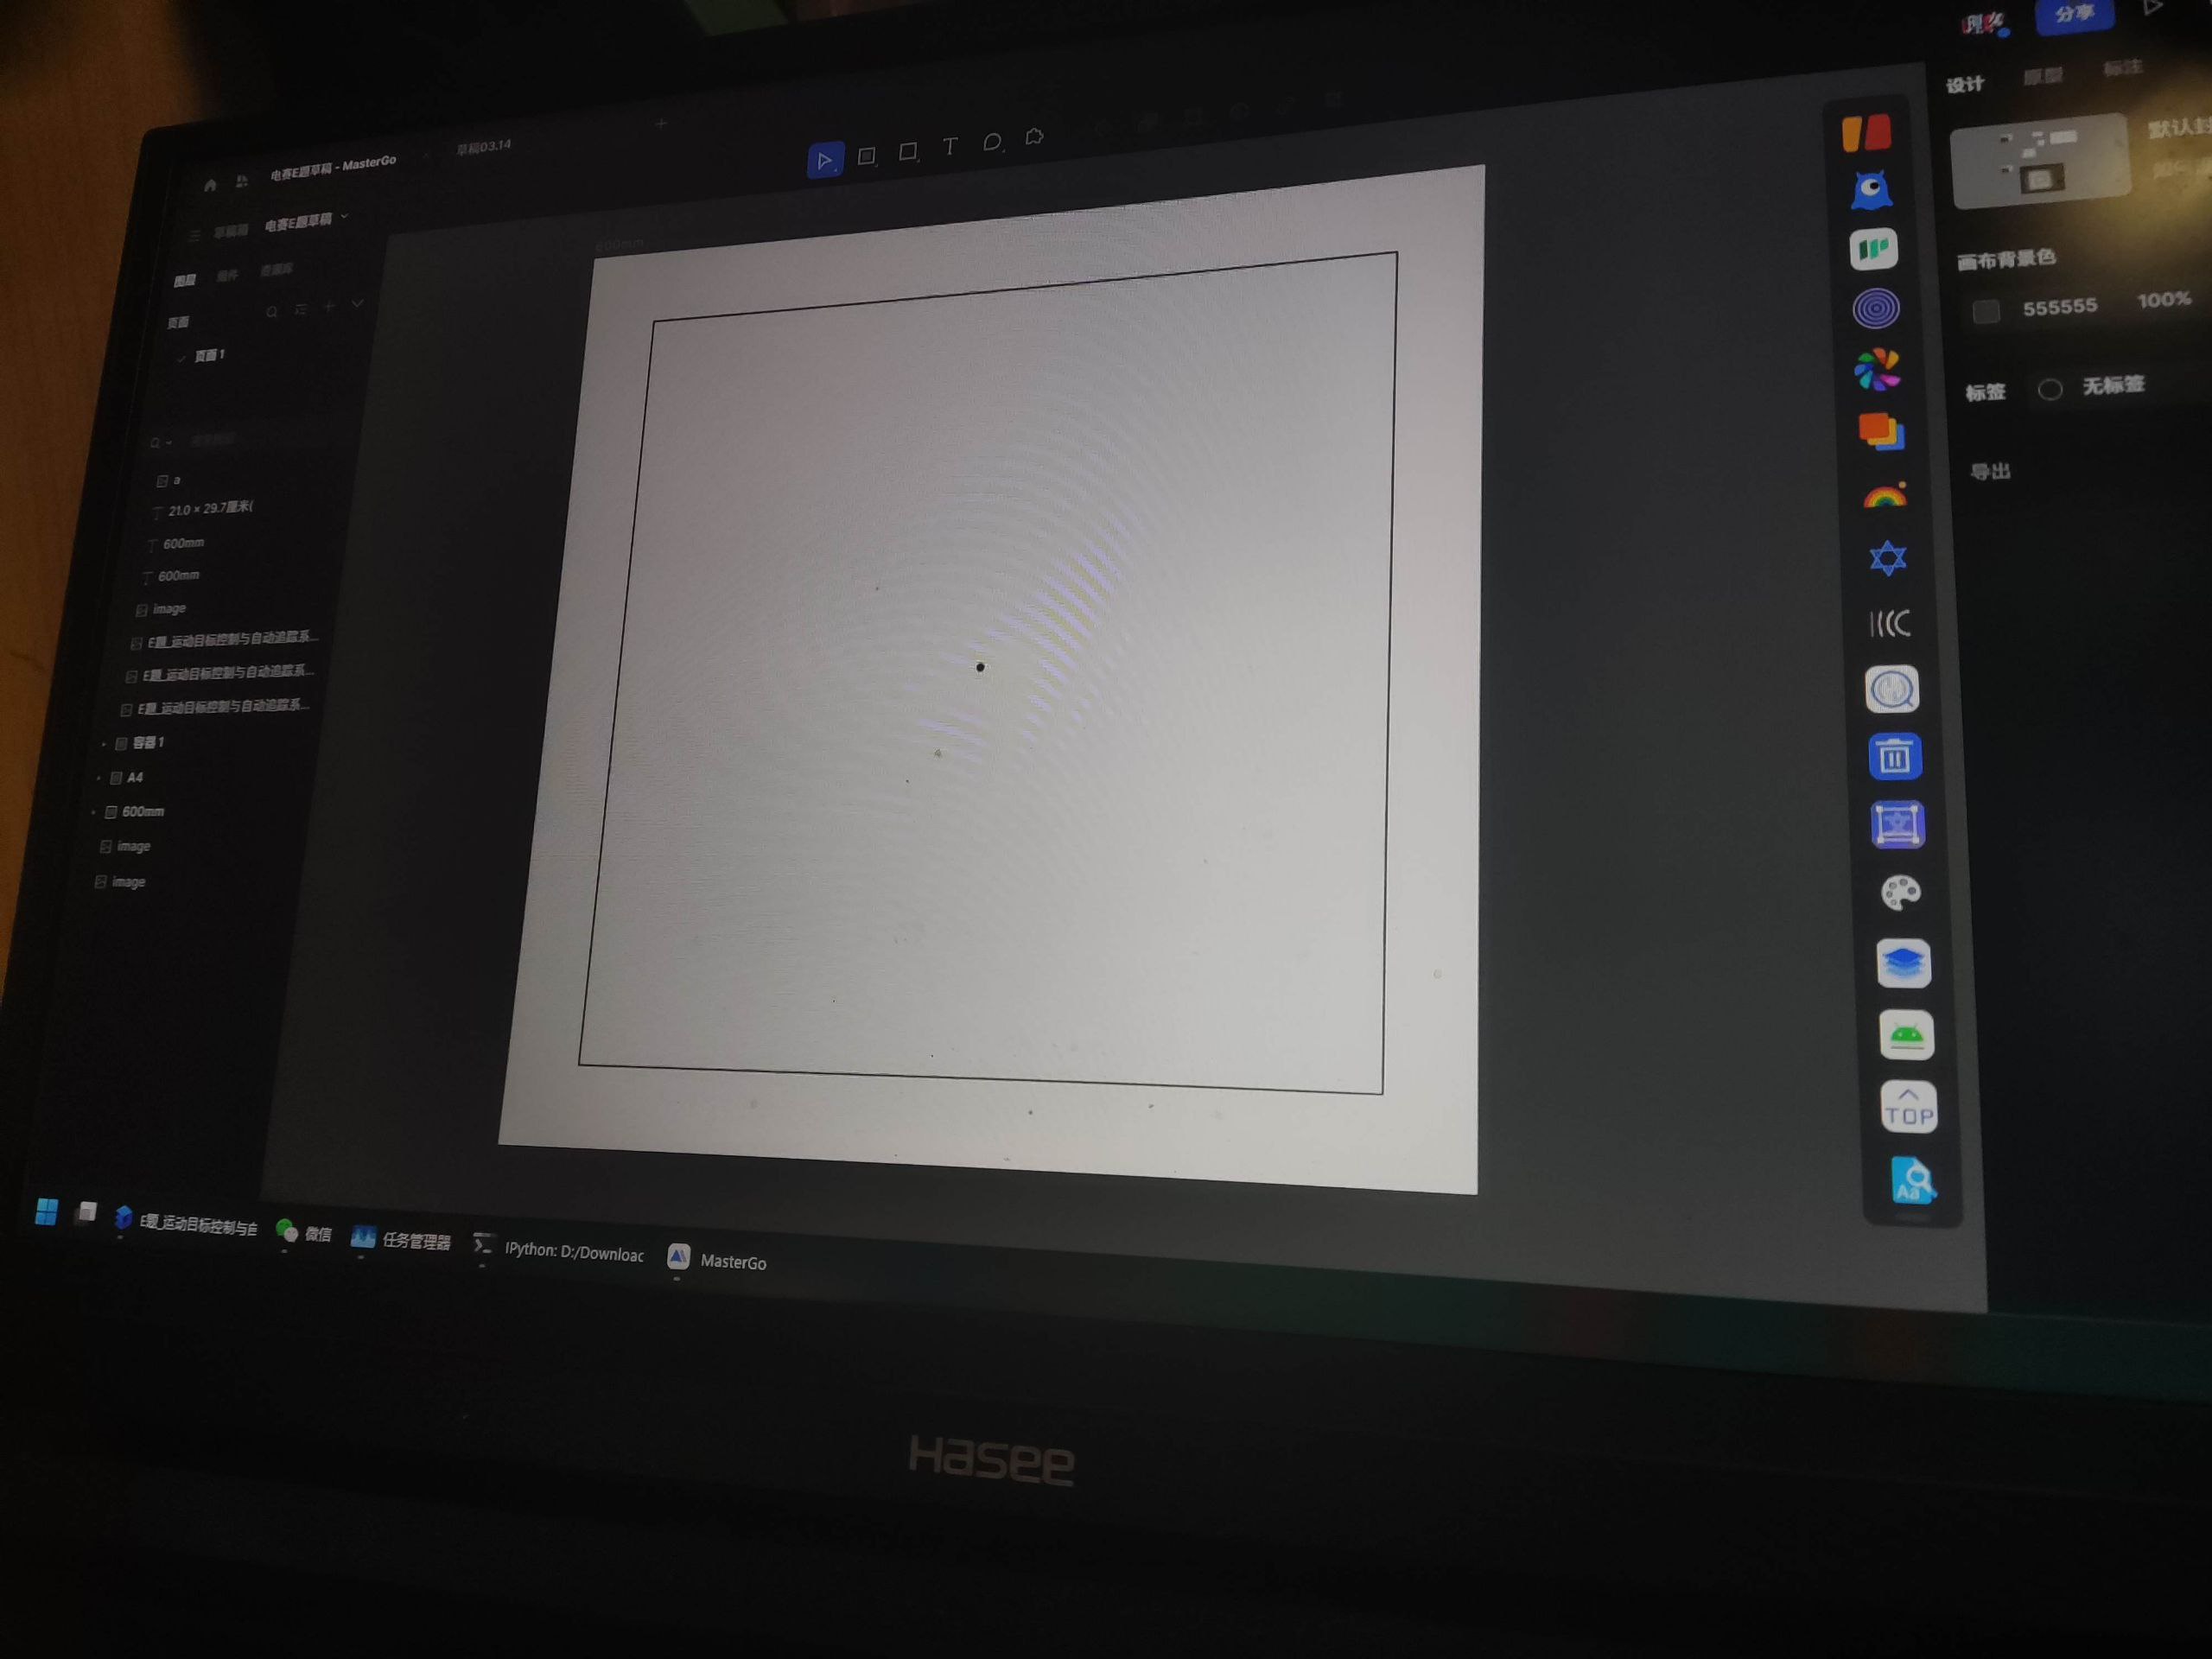 分享
设计 原型 标注
电赛E题草稿 - MasterGo
草稿03.14
草稿箱 电赛E题草稿
图层 组件 资源库
页面
页面 1
600mm
a
21.0 × 29.7厘米(
600mm
600mm
image
E题_运动目标控制与自动追踪系...
E题_运动目标控制与自动追踪系...
E题_运动目标控制与自动追踪系...
容器 1
A4
600mm
image
image
画布背景色
555555 100%
标签 无标签
导出
TOP
Aa
E题_运动目标控制与自
微信
任务管理器
IPython: D:/Downloac
MasterGo
Hasee